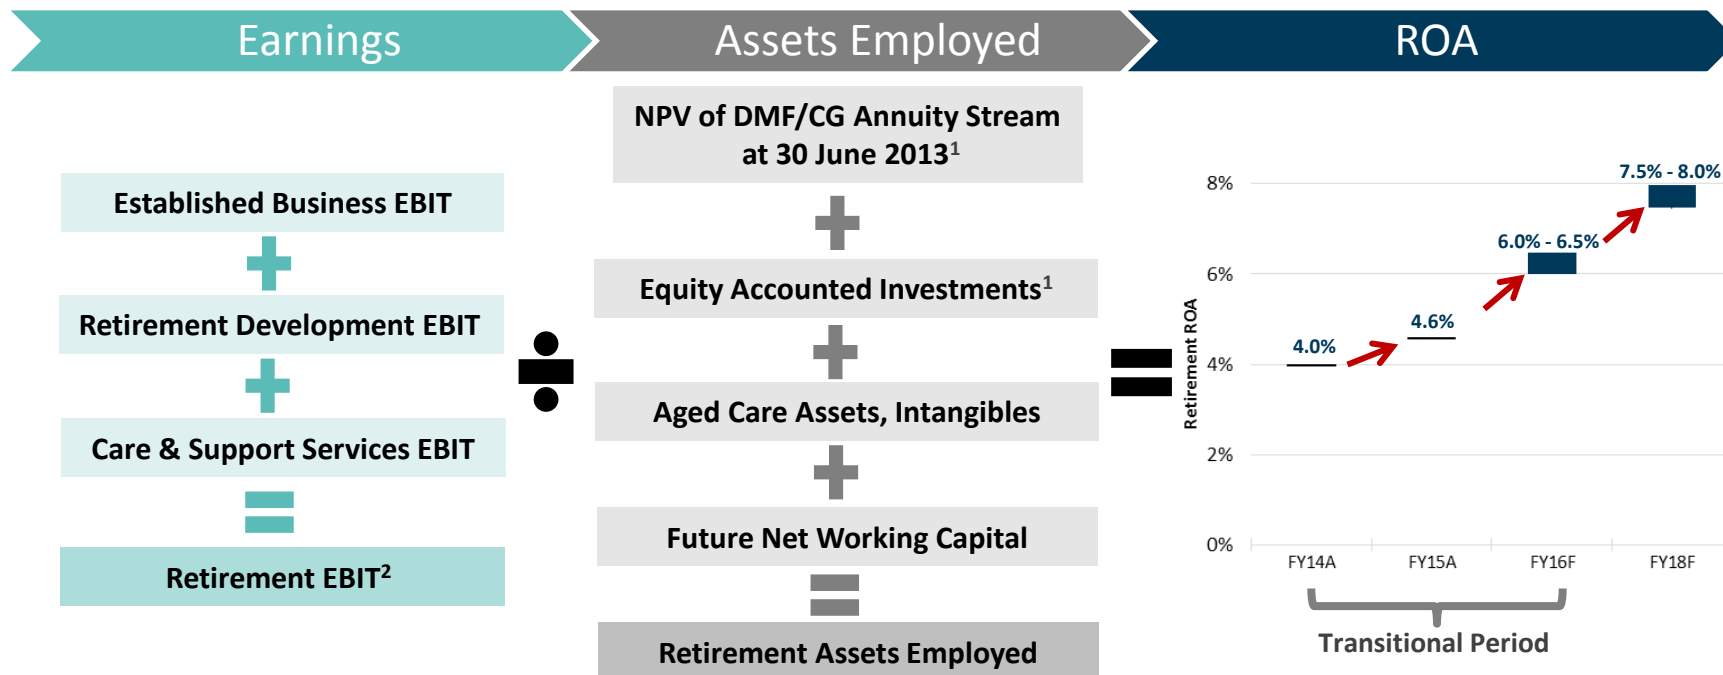 Earnings
Assets Employed
ROA
Established Business EBIT
Retirement Development EBIT
Care & Support Services EBIT
Retirement EBIT²
NPV of DMF/CG Annuity Stream
at 30 June 2013¹
Equity Accounted Investments¹
Aged Care Assets, Intangibles
Future Net Working Capital
Retirement Assets Employed
Retirement ROA
8%
6%
4%
2%
0%
4.0%
4.6%
6.0% - 6.5%
7.5% - 8.0%
FY14A
FY15A
FY16F
FY18F
Transitional Period